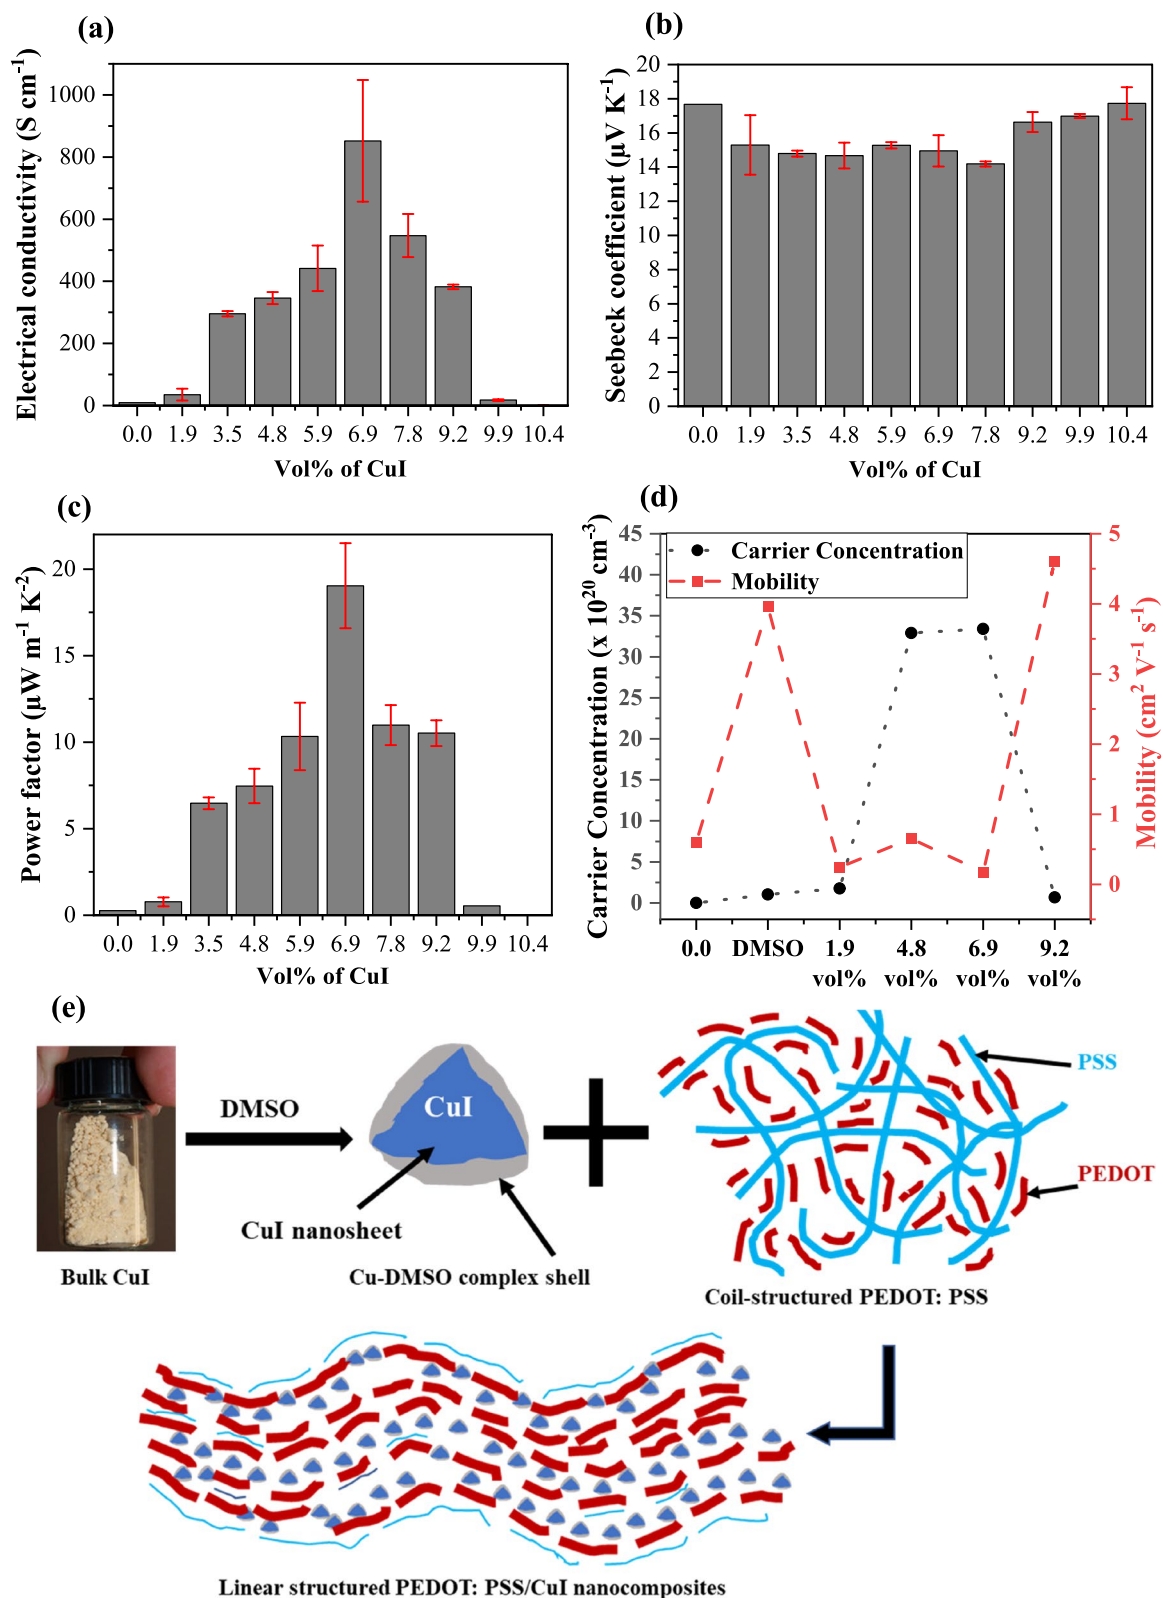 (a)
Electrical conductivity (S cm⁻¹)
1000
800
600
400
200
0
0.0 1.9 3.5 4.8 5.9 6.9 7.8 9.2 9.9 10.4
Vol% of CuI
(b)
Seebeck coefficient (µV K⁻¹)
20
18
16
14
12
10
8
6
4
2
0
0.0 1.9 3.5 4.8 5.9 6.9 7.8 9.2 9.9 10.4
Vol% of CuI
(c)
Power factor (µW m⁻¹ K⁻²)
20
15
10
5
0
0.0 1.9 3.5 4.8 5.9 6.9 7.8 9.2 9.9 10.4
Vol% of CuI
(d)
Carrier Concentration (x 10²⁰ cm⁻³)
45
40
35
30
25
20
15
10
5
0
Carrier Concentration
Mobility
5
4
3
2
1
0
Mobility (cm² V⁻¹ s⁻¹)
0.0 DMSO 1.9 4.8 6.9 9.2
vol% vol% vol% vol%
(e)
DMSO
CuI
CuI nanosheet
Cu-DMSO complex shell
Bulk CuI
PSS
PEDOT
Coil-structured PEDOT: PSS
Linear structured PEDOT: PSS/CuI nanocomposites